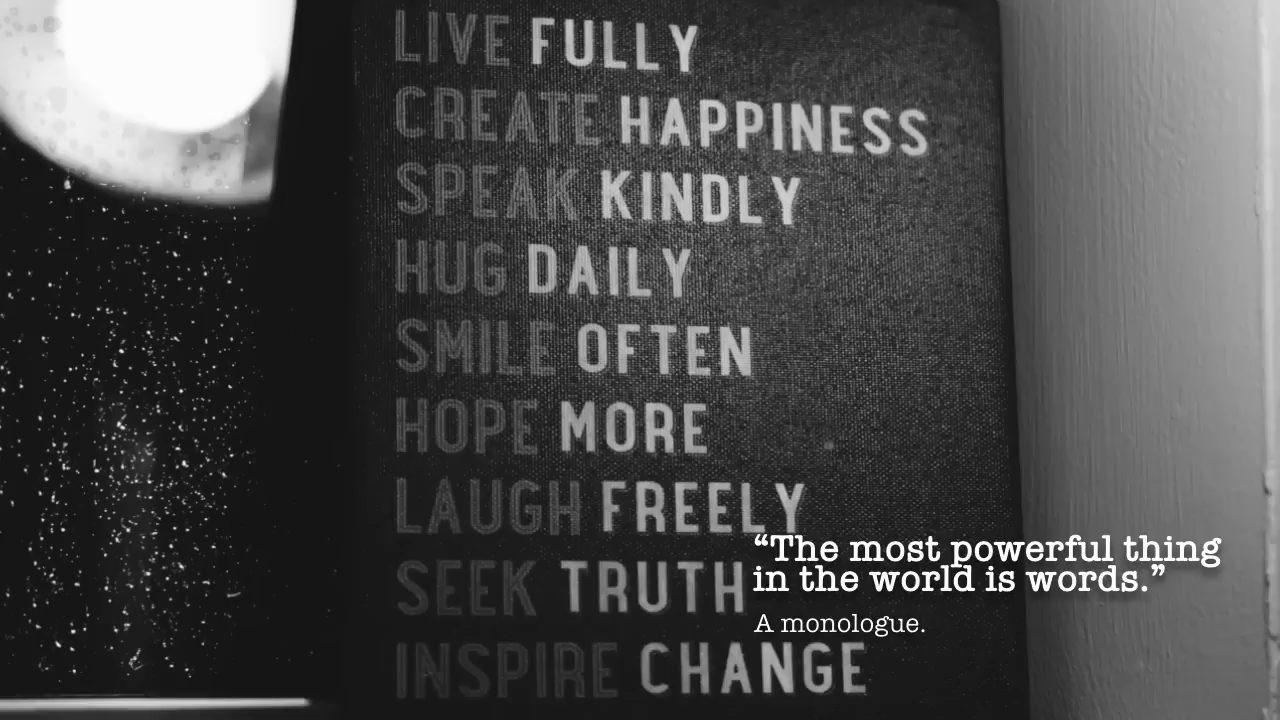 LIVE FULLY
CREATE HAPPINESS
SPEAK KINDLY
HUG DAILY
SMILE OFTEN
HOPE MORE
LAUGH FREELY
SEEK TRUTH
INSPIRE CHANGE
“The most powerful thing
in the world is words.”
A monologue.